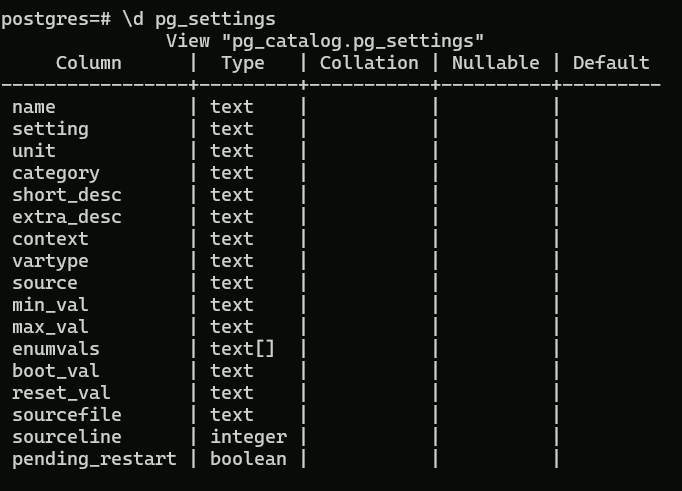 postgres=# \d pg_settings
               View "pg_catalog.pg_settings"
     Column      |  Type   | Collation | Nullable | Default
-----------------+---------+-----------+----------+---------
 name            | text    |           |          |
 setting         | text    |           |          |
 unit            | text    |           |          |
 category        | text    |           |          |
 short_desc      | text    |           |          |
 extra_desc      | text    |           |          |
 context         | text    |           |          |
 vartype         | text    |           |          |
 source          | text    |           |          |
 min_val         | text    |           |          |
 max_val         | text    |           |          |
 enumvals        | text[]  |           |          |
 boot_val        | text    |           |          |
 reset_val       | text    |           |          |
 sourcefile      | text    |           |          |
 sourceline      | integer |           |          |
 pending_restart | boolean |           |          |